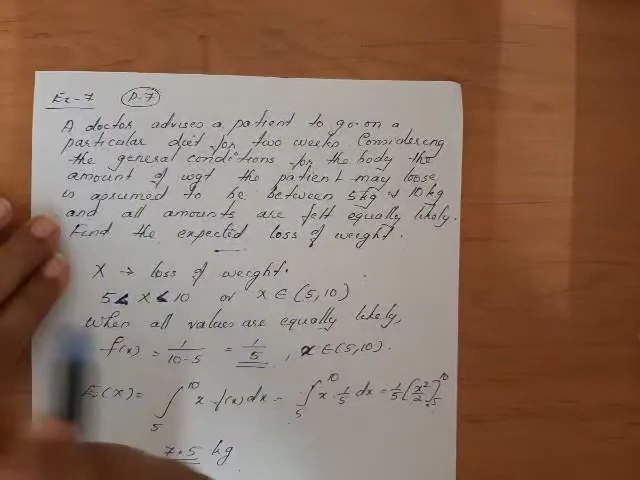 Ex-7 P-7
A doctor advises a patient to go on a
particular diet for two weeks. Considering
the general conditions for the body the
amount of wgt the patient may loose
is assumed to be between 5kg & 10kg
and all amounts are felt equally likely.
Find the expected loss of weight.
X → loss of weight.
5 < X < 10 or x ∈ (5,10)
When all values are equally likely,
f(x) = 1/(10-5) = 1/5, x ∈ (5,10).
E(x) = ∫₅¹⁰ x f(x) dx = ∫₅¹⁰ x 1/5 dx = 1/5 [x²/2]₅¹⁰
7.5 kg